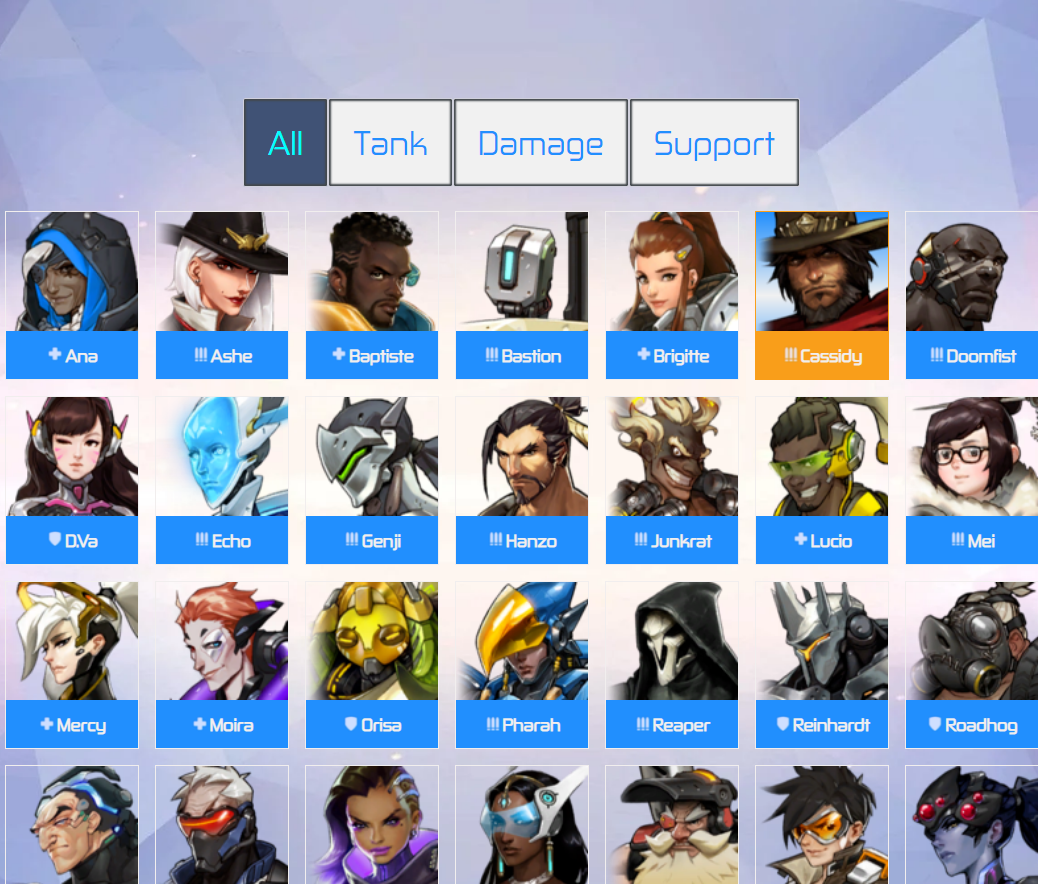 All Tank Damage Support
Ana Ashe Baptiste Bastion Brigitte Cassidy Doomfist
D.Va Echo Genji Hanzo Junkrat Lucio Mei
Mercy Moira Orisa Pharah Reaper Reinhardt Roadhog